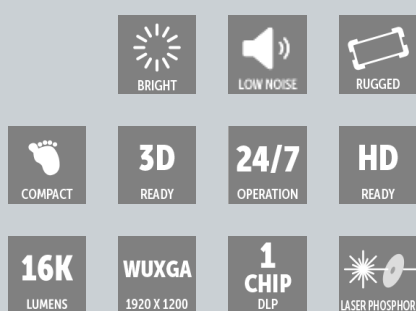 BRIGHT
LOW NOISE
RUGGED
COMPACT
3D
READY
24/7
OPERATION
HD
READY
16K
LUMENS
WUXGA
1920 X 1200
1
CHIP
DLP
LASER PHOSPHOR